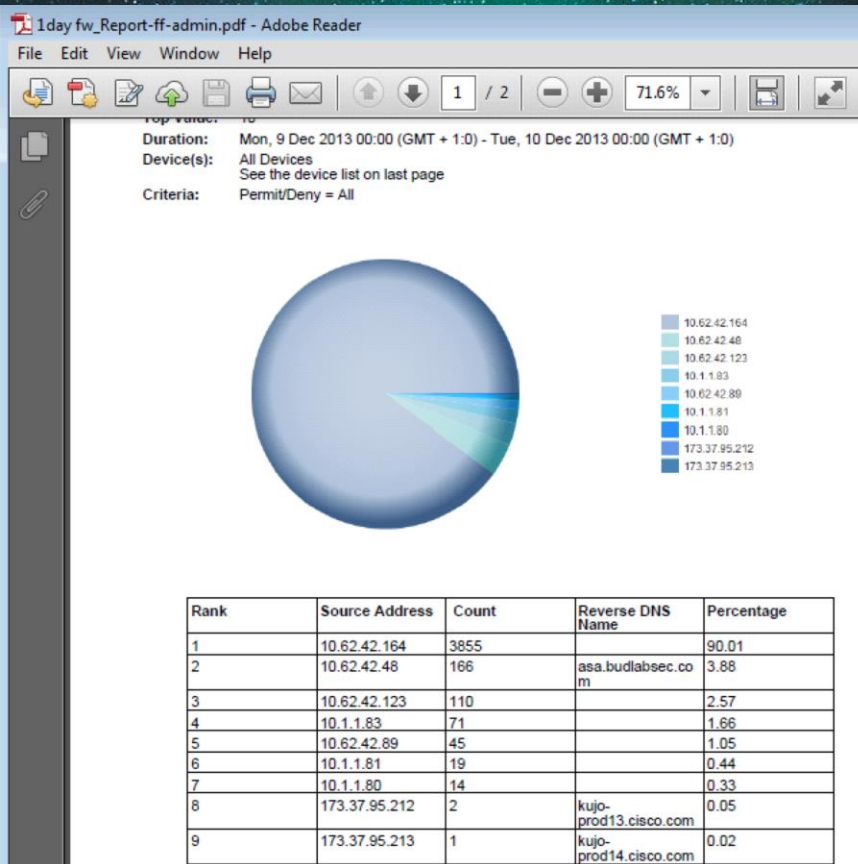 1day fw_Report-ff-admin.pdf - Adobe Reader
File Edit View Window Help
1 / 2 71.6%
Top Value: 10
Duration: Mon, 9 Dec 2013 00:00 (GMT + 1:0) - Tue, 10 Dec 2013 00:00 (GMT + 1:0)
Device(s): All Devices
See the device list on last page
Criteria: Permit/Deny = All
10.62.42.164
10.62.42.48
10.62.42.123
10.1.1.83
10.62.42.89
10.1.1.81
10.1.1.80
173.37.95.212
173.37.95.213
Rank Source Address Count Reverse DNS Name Percentage
1 10.62.42.164 3855 90.01
2 10.62.42.48 166 asa.budlabsec.com 3.88
3 10.62.42.123 110 2.57
4 10.1.1.83 71 1.66
5 10.62.42.89 45 1.05
6 10.1.1.81 19 0.44
7 10.1.1.80 14 0.33
8 173.37.95.212 2 kujo-prod13.cisco.com 0.05
9 173.37.95.213 1 kujo-prod14.cisco.com 0.02